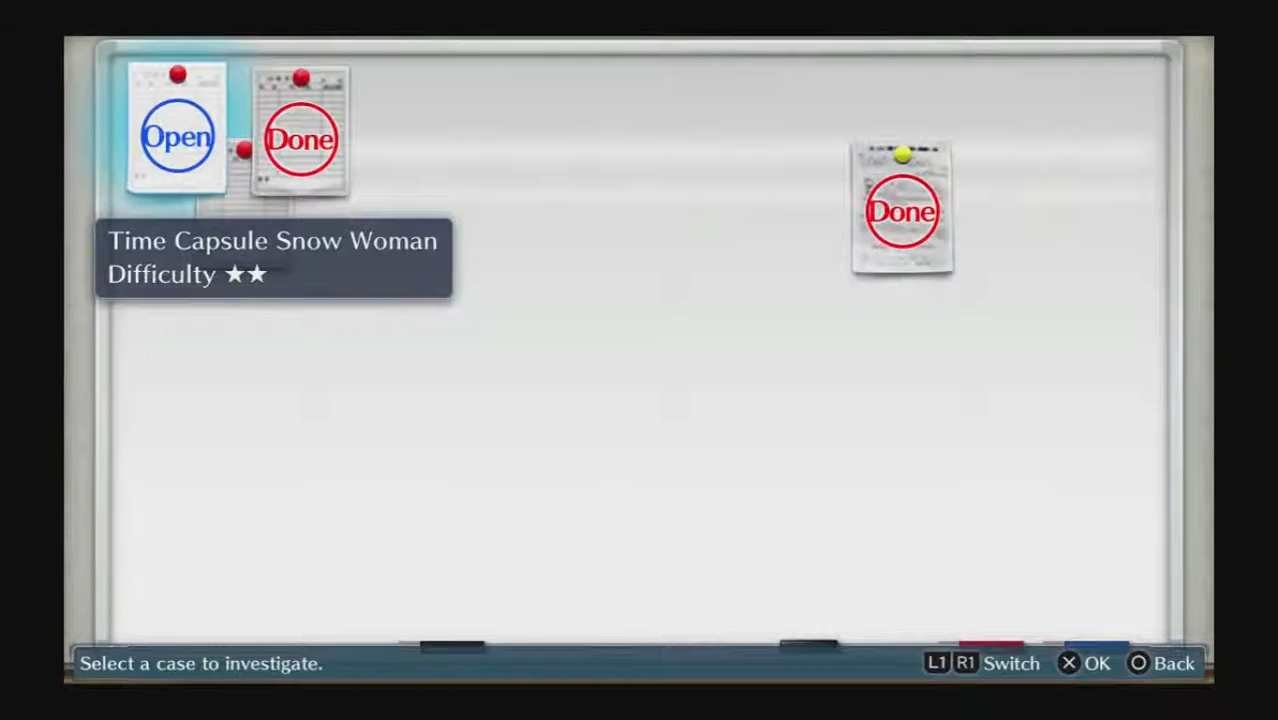 Open
Done
Done
Time Capsule Snow Woman
Difficulty ★★
Select a case to investigate.
L1 R1 Switch ⓧ OK ○ Back